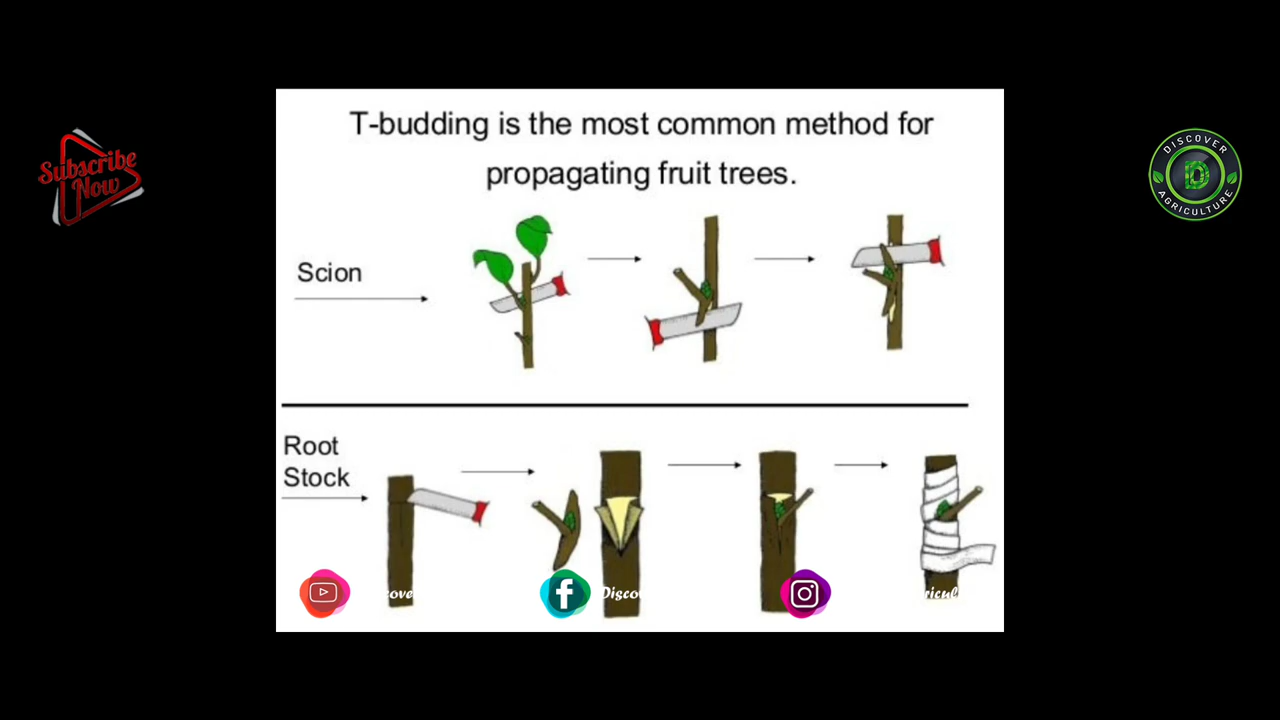 T-budding is the most common method for
propagating fruit trees.
Subscribe
Now
DISCOVER
D
AGRICULTURE
Scion
Root
Stock